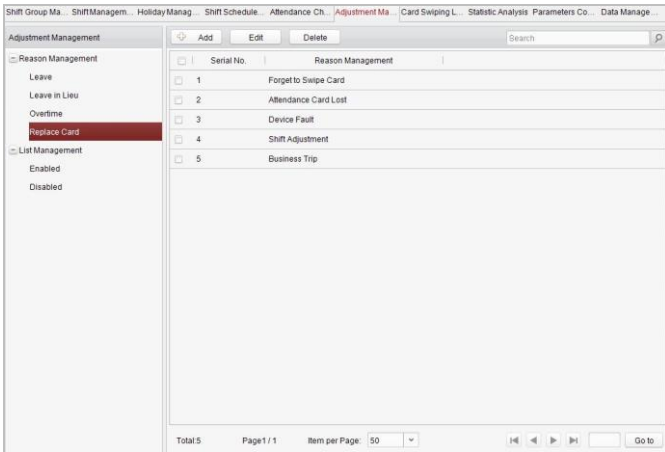 Shift Group Ma... Shift Managem... Holiday Manag... Shift Schedule... Attendance Ch... Adjustment Ma... Card Swiping L... Statistic Analysis Parameters Co... Data Manage...
Adjustment Management
Add Edit Delete Search
Reason Management
Leave
Leave in Lieu
Overtime
Replace Card
List Management
Enabled
Disabled
Serial No. Reason Management
1 Forget to Swipe Card
2 Attendance Card Lost
3 Device Fault
4 Shift Adjustment
5 Business Trip
Total:5 Page1 / 1 Item per Page: 50 Go to